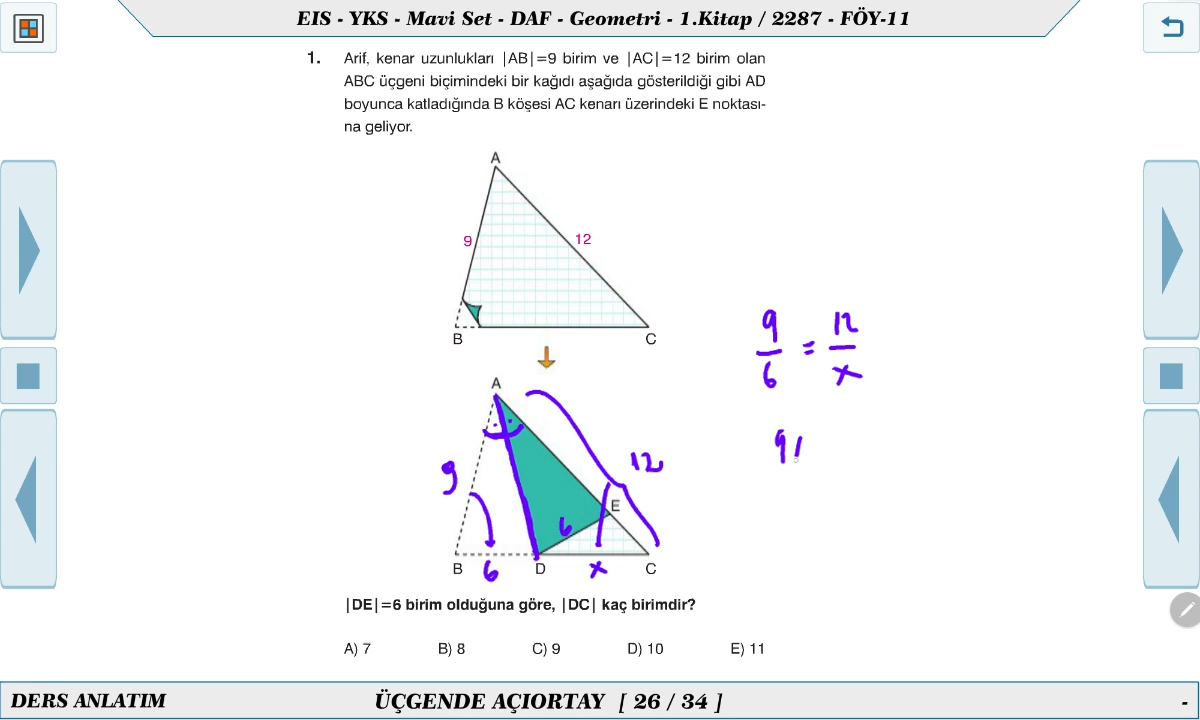 EIS - YKS - Mavi Set - DAF - Geometri - 1.Kitap / 2287 - FÖY-11
1. Arif, kenar uzunlukları |AB|=9 birim ve |AC|=12 birim olan
ABC üçgeni biçimindeki bir kağıdı aşağıda gösterildiği gibi AD
boyunca katladığında B köşesi AC kenarı üzerindeki E noktası-
na geliyor.
A
9
12
B
C
9/6 = 12/x
A
9
12
E
6
B
6
D
x
C
|DE|=6 birim olduğuna göre, |DC| kaç birimdir?
A) 7 B) 8 C) 9 D) 10 E) 11
DERS ANLATIM ÜÇGENDE AÇIORTAY [ 26 / 34 ] -